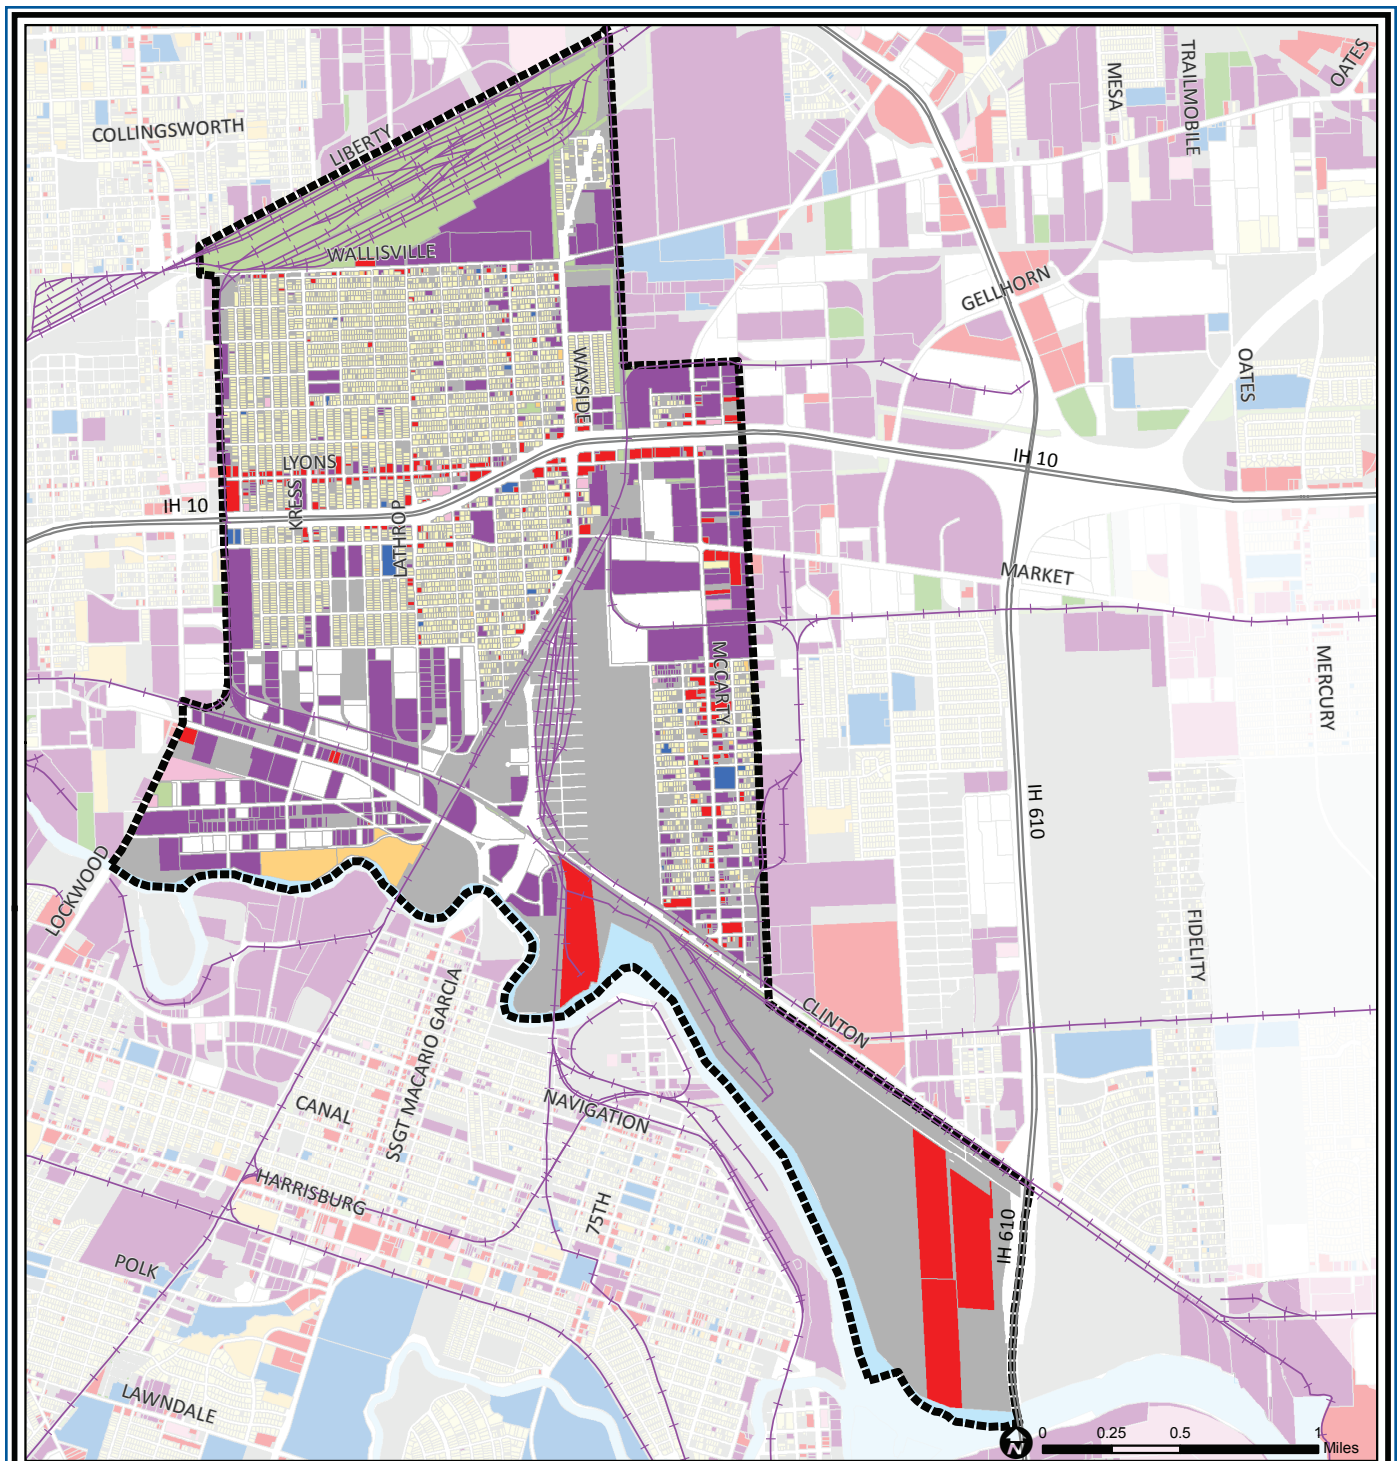 OATES
MESA
TRAILMOBILE
COLLINGSWORTH
LIBERTY
WALLISVILLE
GELLHORN
WAYSIDE
OATES
LYONS
IH 10
KRESS
IH 10
LATHROP
MARKET
MCCARTY
MERCURY
IH 610
LOCKWOOD
FIDELITY
SSGT MACARIO GARCIA
CLINTON
CANAL
NAVIGATION
HARRISBURG
75TH
IH 610
POLK
LAWNDALE
N
0 0.25 0.5 1
Miles